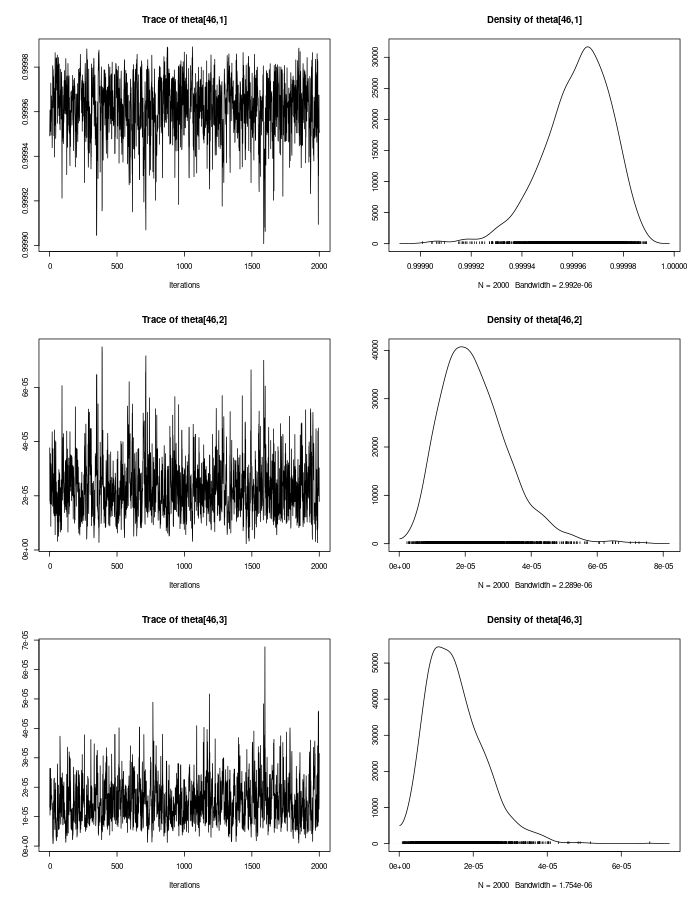 Trace of theta[46,1]
0.99990 0.99992 0.99994 0.99996 0.99998
0 500 1000 1500 2000
Iterations
Density of theta[46,1]
0 5000 10000 15000 20000 25000 30000
0.99990 0.99992 0.99994 0.99996 0.99998 1.00000
N = 2000 Bandwidth = 2.992e-06
Trace of theta[46,2]
0e+00 2e-05 4e-05 6e-05
0 500 1000 1500 2000
Iterations
Density of theta[46,2]
0 10000 20000 30000 40000
0e+00 2e-05 4e-05 6e-05 8e-05
N = 2000 Bandwidth = 2.289e-06
Trace of theta[46,3]
0e+00 1e-05 2e-05 3e-05 4e-05 5e-05 6e-05 7e-05
0 500 1000 1500 2000
Iterations
Density of theta[46,3]
0 10000 20000 30000 40000 50000
0e+00 2e-05 4e-05 6e-05
N = 2000 Bandwidth = 1.754e-06